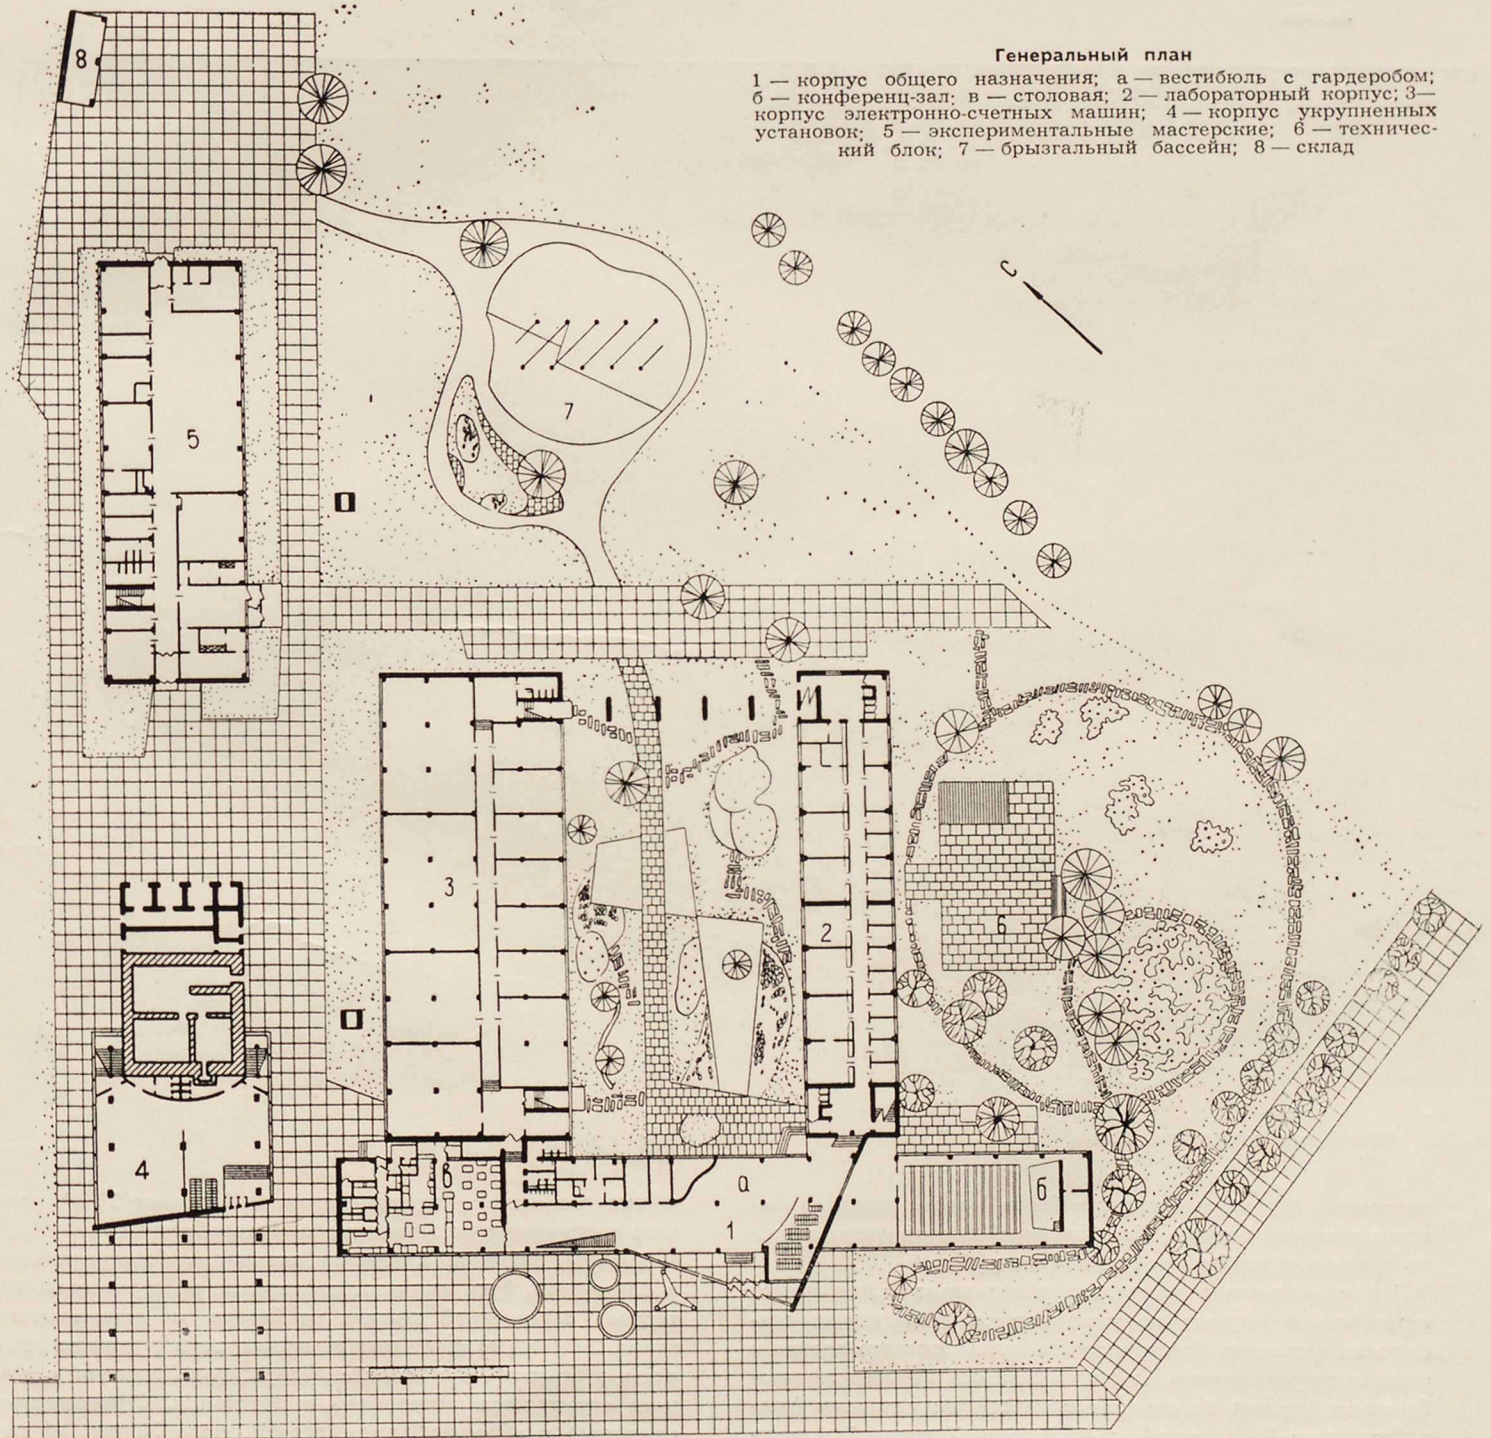 Генеральный план
1 — корпус общего назначения; а — вестибюль с гардеробом;
б — конференц-зал; в — столовая; 2 — лабораторный корпус; 3—
корпус электронно-счетных машин; 4 — корпус укрупненных
установок; 5 — экспериментальные мастерские; 6 — техничес-
кий блок; 7 — брызгальный бассейн; 8 — склад
8
С
7
5
3
2
6
4
в
а
1
б